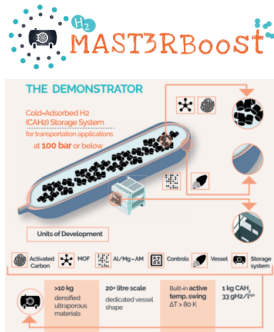 H2
MAST3RBOOST
THE DEMONSTRATOR
Cold-Adsorbed H2
(CAH2) Storage System
for transportation applications
at 100 bar or below
Units of Development
Activated Carbon
MOF
Al/Mg-AM
Controls
Vessel
Storage system
>10 kg
densified
ultraporous
materials
20+ litre scale
dedicated vessel
shape
Built-in active
temp. swing
ΔT > 80 K
1 kg CAH2
33 gH2/l